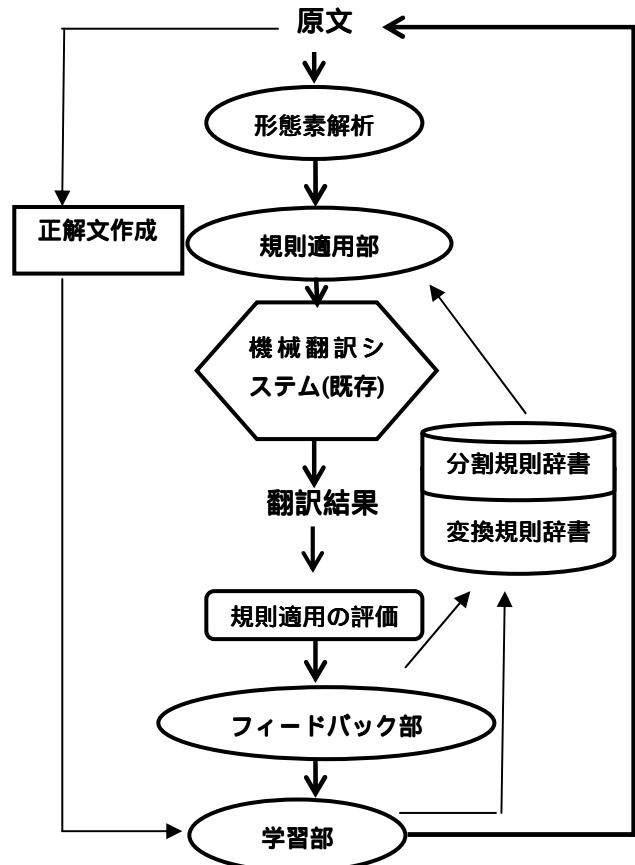 原文
形態素解析
正解文作成
規則適用部
機械翻訳シ
ステム(既存)
分割規則辞書
変換規則辞書
翻訳結果
規則適用の評価
フィードバック部
学習部